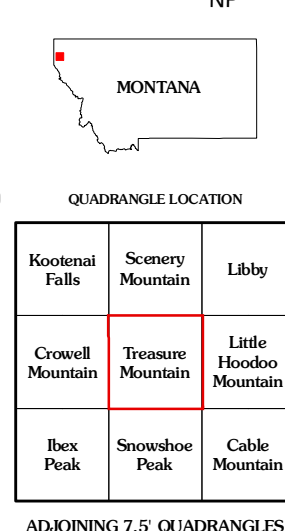 NF
MONTANA
QUADRANGLE LOCATION
Kootenai Falls
Scenery Mountain
Libby
Crowell Mountain
Treasure Mountain
Little Hoodoo Mountain
Ibex Peak
Snowshoe Peak
Cable Mountain
ADJOINING 7.5' QUADRANGLES